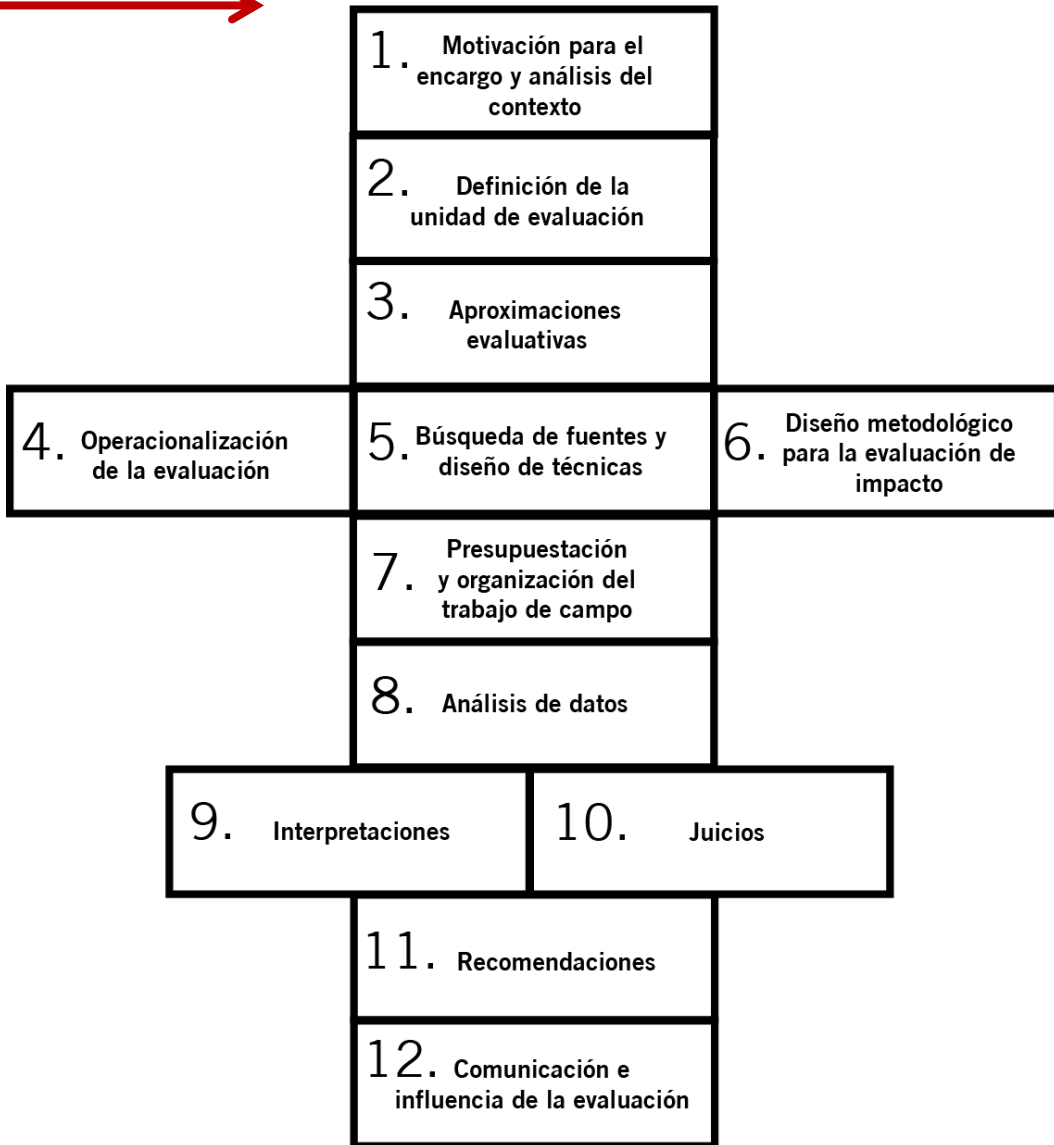 1. Motivación para el
encargo y análisis del
contexto
2. Definición de la
unidad de evaluación
3. Aproximaciones
evaluativas
4. Operacionalización
de la evaluación
5. Búsqueda de fuentes y
diseño de técnicas
6. Diseño metodológico
para la evaluación de
impacto
7. Presupuestación
y organización del
trabajo de campo
8. Análisis de datos
9. Interpretaciones
10. Juicios
11. Recomendaciones
12. Comunicación e
influencia de la evaluación